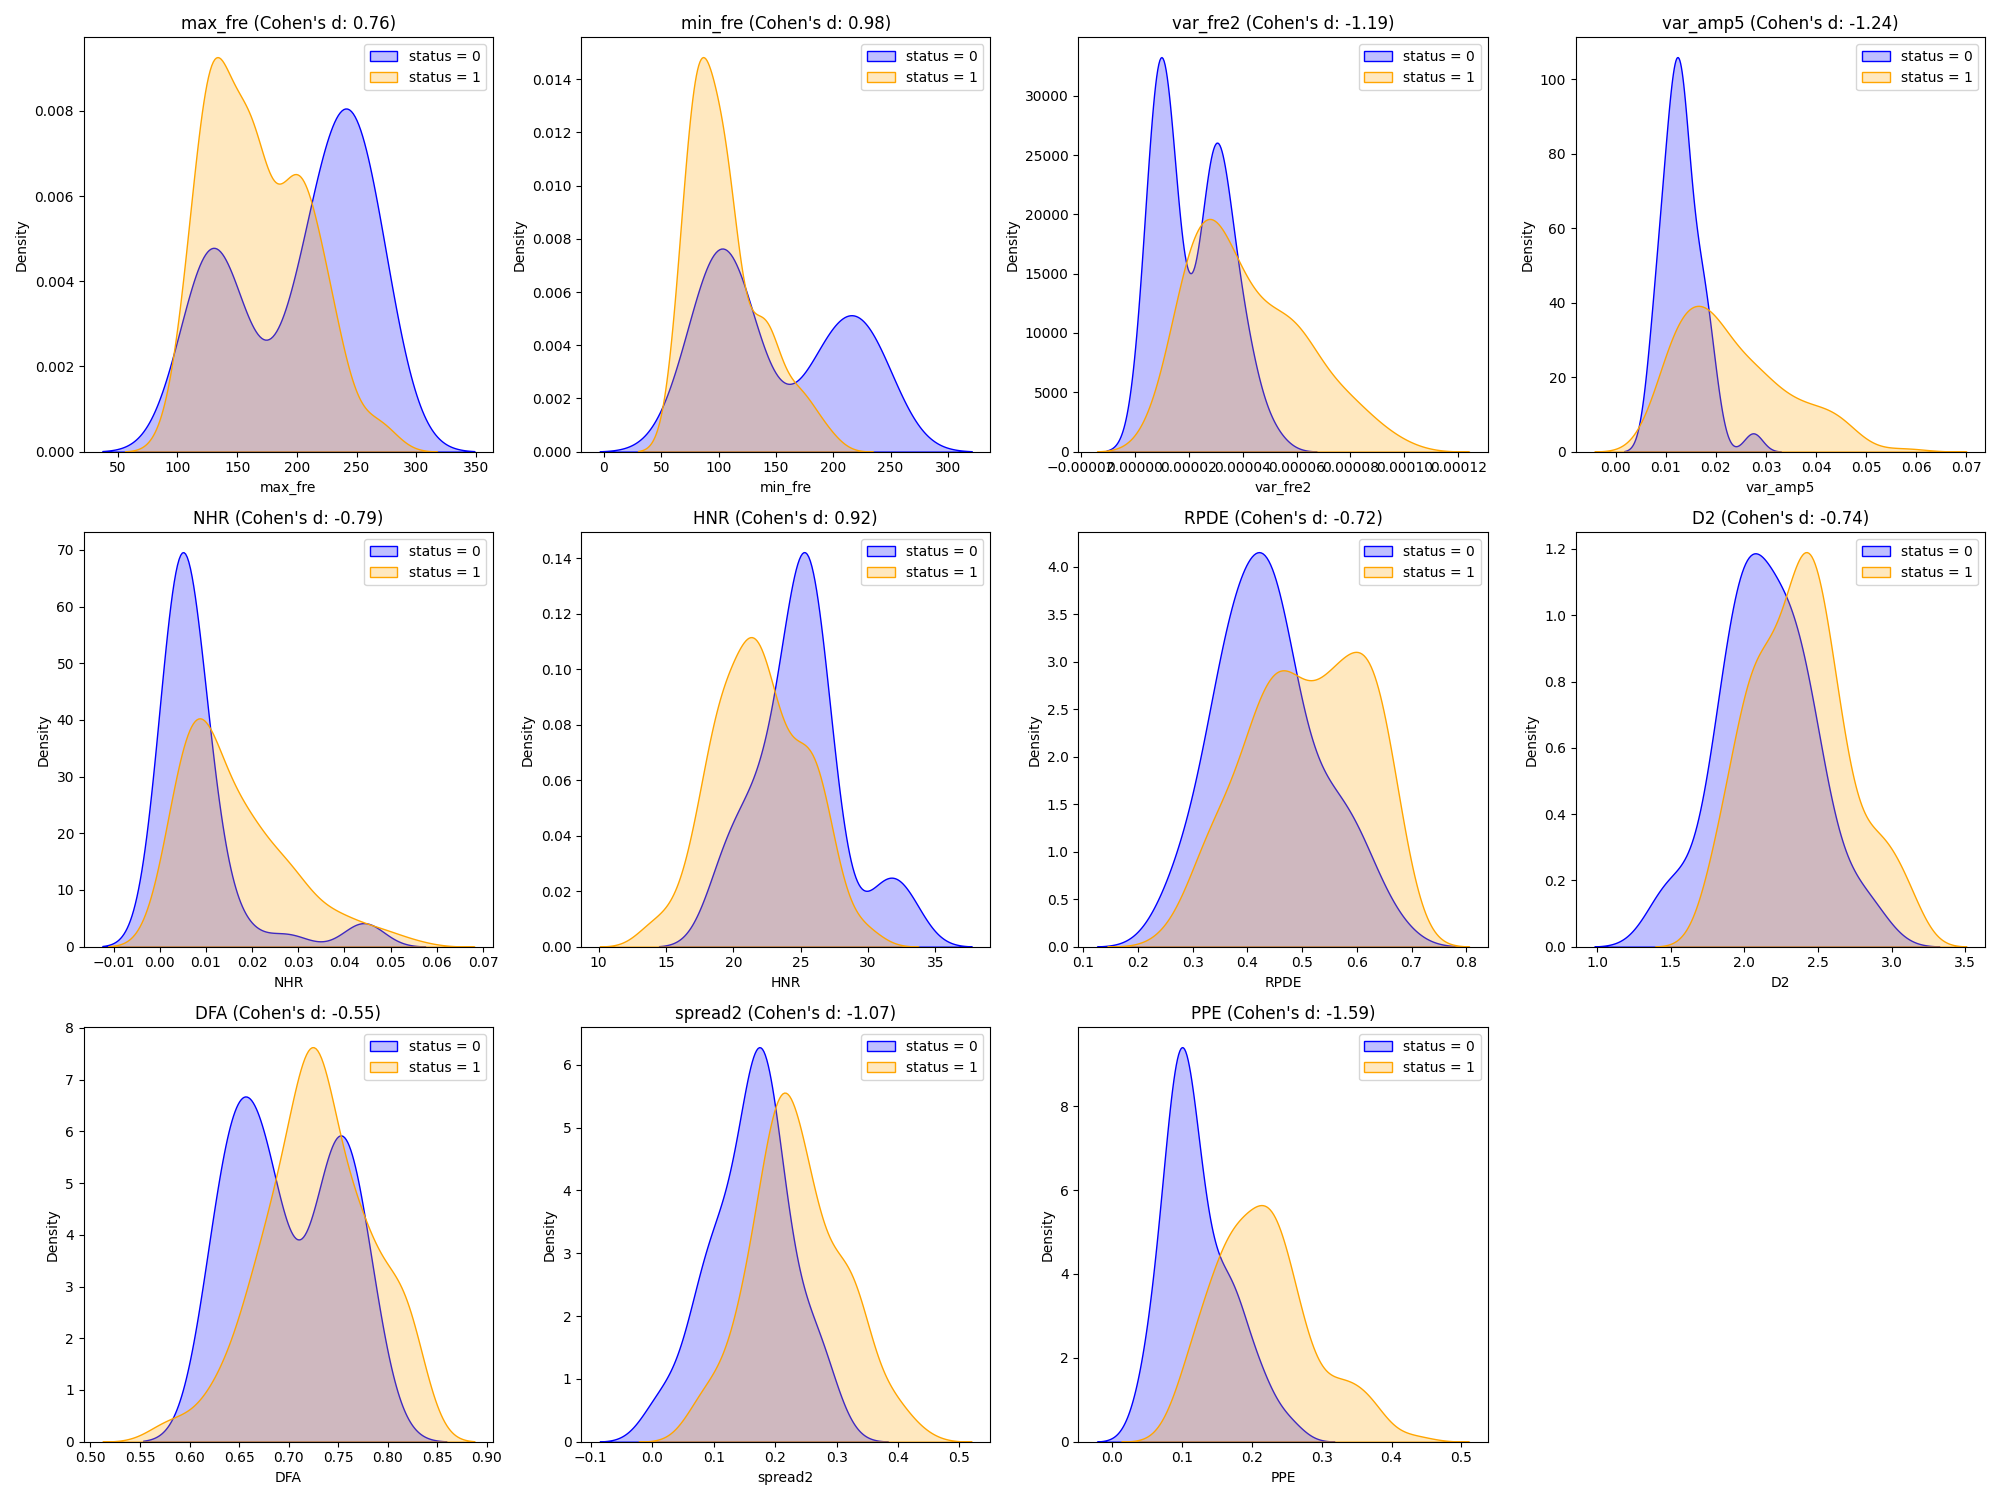 max_fre (Cohen's d: 0.76)
status = 0
status = 1
Density
0.000
0.002
0.004
0.006
0.008
50
100
150
200
250
300
350
max_fre
min_fre (Cohen's d: 0.98)
status = 0
status = 1
Density
0.000
0.002
0.004
0.006
0.008
0.010
0.012
0.014
0
50
100
150
200
250
300
min_fre
var_fre2 (Cohen's d: -1.19)
status = 0
status = 1
Density
0
5000
10000
15000
20000
25000
30000
0.00012
var_fre2
var_amp5 (Cohen's d: -1.24)
status = 0
status = 1
Density
0
20
40
60
80
100
0.00
0.01
0.02
0.03
0.04
0.05
0.06
0.07
var_amp5
NHR (Cohen's d: -0.79)
status = 0
status = 1
Density
0
10
20
30
40
50
60
70
−0.01
0.00
0.01
0.02
0.03
0.04
0.05
0.06
0.07
NHR
HNR (Cohen's d: 0.92)
status = 0
status = 1
Density
0.00
0.02
0.04
0.06
0.08
0.10
0.12
0.14
10
15
20
25
30
35
HNR
RPDE (Cohen's d: -0.72)
status = 0
status = 1
Density
0.0
0.5
1.0
1.5
2.0
2.5
3.0
3.5
4.0
0.1
0.2
0.3
0.4
0.5
0.6
0.7
0.8
RPDE
D2 (Cohen's d: -0.74)
status = 0
status = 1
Density
0.0
0.2
0.4
0.6
0.8
1.0
1.2
1.0
1.5
2.0
2.5
3.0
3.5
D2
DFA (Cohen's d: -0.55)
status = 0
status = 1
Density
0
1
2
3
4
5
6
7
8
0.50
0.55
0.60
0.65
0.70
0.75
0.80
0.85
0.90
DFA
spread2 (Cohen's d: -1.07)
status = 0
status = 1
Density
0
1
2
3
4
5
6
−0.1
0.0
0.1
0.2
0.3
0.4
0.5
spread2
PPE (Cohen's d: -1.59)
status = 0
status = 1
Density
0
2
4
6
8
0.0
0.1
0.2
0.3
0.4
0.5
PPE